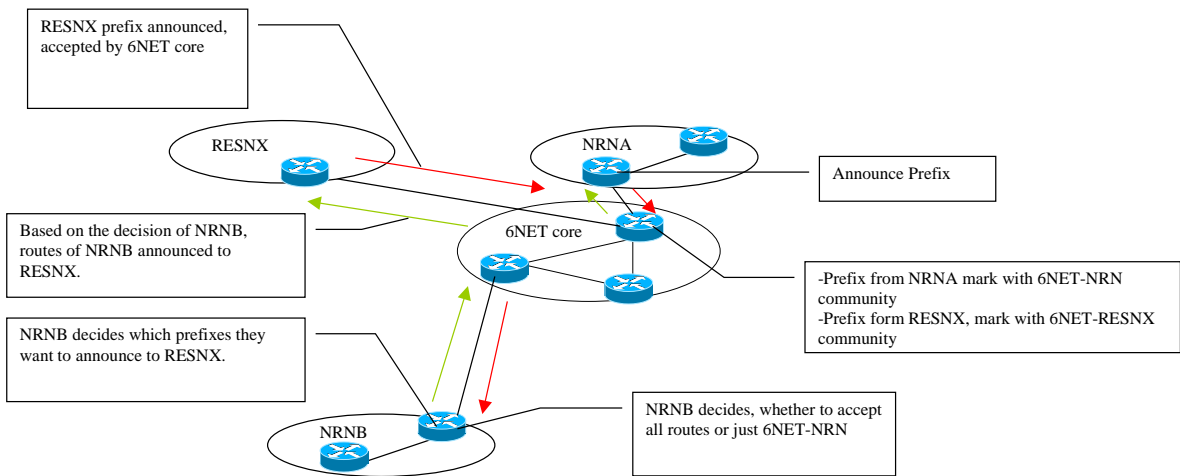 RESNX prefix announced,
accepted by 6NET core
RESNX
NRNA
Announce Prefix
Based on the decision of NRNB,
routes of NRNB announced to
RESNX.
6NET core
-Prefix from NRNA mark with 6NET-NRN
community
-Prefix form RESNX, mark with 6NET-RESNX
community
NRNB decides which prefixes they
want to announce to RESNX.
NRNB decides, whether to accept
all routes or just 6NET-NRN
NRNB